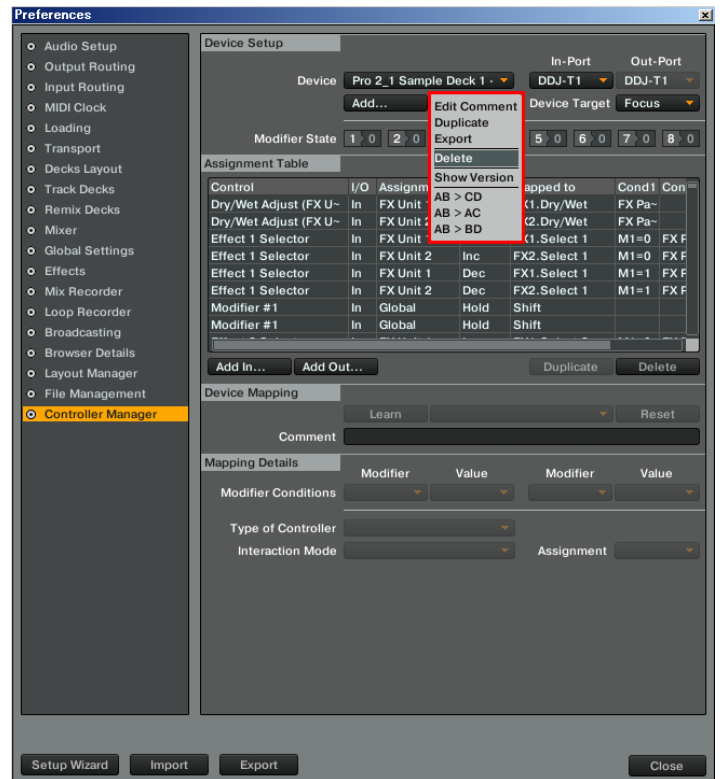 Preferences
Audio Setup
Output Routing
Input Routing
MIDI Clock
Loading
Transport
Decks Layout
Track Decks
Remix Decks
Mixer
Global Settings
Effects
Mix Recorder
Loop Recorder
Broadcasting
Browser Details
Layout Manager
File Management
Controller Manager
Device Setup
In-Port Out-Port
Device Pro 2_1 Sample Deck 1 - DDJ-T1 DDJ-T1
Add... Device Target Focus
Modifier State 1 0 2 0 5 0 6 0 7 0 8 0
Edit Comment
Duplicate
Export
Delete
Show Version
AB > CD
AB > AC
AB > BD
Assignment Table
Control I/O Assignm apped to Cond1 Con
Dry/Wet Adjust (FX U~ In FX Unit 1.Dry/Wet FX Pa~
Dry/Wet Adjust (FX U~ In FX Unit 2.Dry/Wet FX Pa~
Effect 1 Selector In FX Unit 1.Select 1 M1=0 FX F
Effect 1 Selector In FX Unit 2 Inc FX2.Select 1 M1=0 FX F
Effect 1 Selector In FX Unit 1 Dec FX1.Select 1 M1=1 FX F
Effect 1 Selector In FX Unit 2 Dec FX2.Select 1 M1=1 FX F
Modifier #1 In Global Hold Shift
Modifier #1 In Global Hold Shift
Add In... Add Out... Duplicate Delete
Device Mapping
Learn Reset
Comment
Mapping Details
Modifier Value Modifier Value
Modifier Conditions
Type of Controller
Interaction Mode Assignment
Setup Wizard Import Export Close